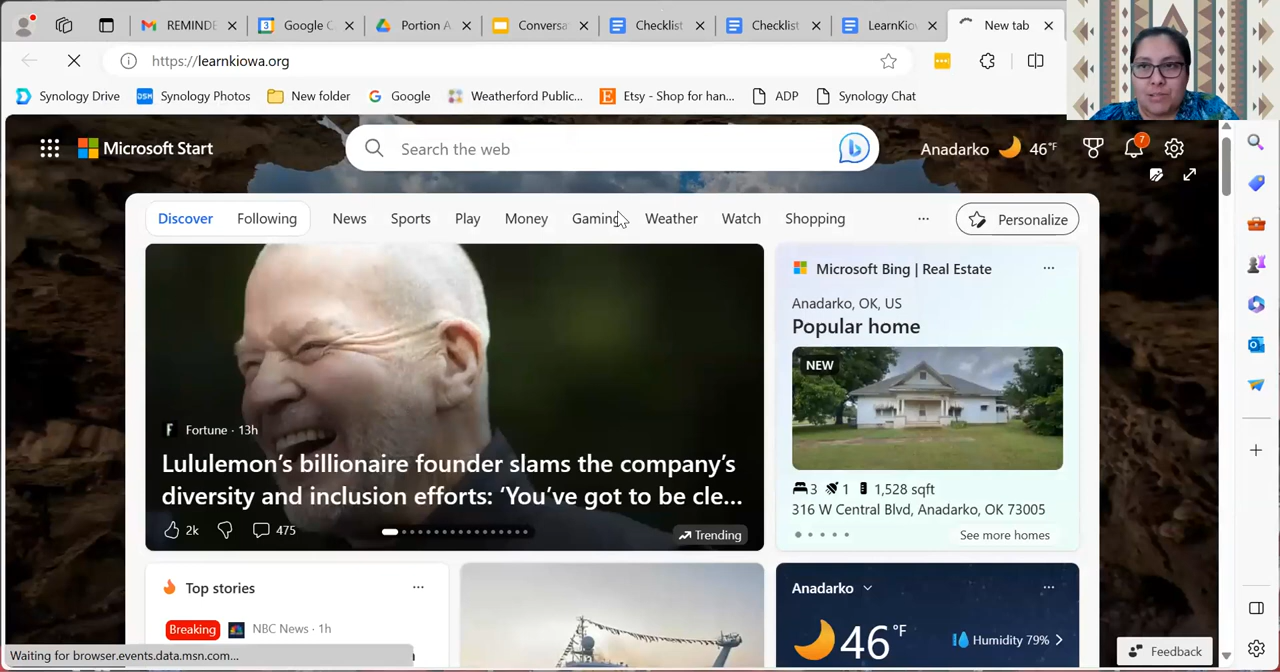 REMINDE
Google C
Portion A
Conversa
Checklist
Checklist
LearnKiow
New tab
https://learnkiowa.org
Synology Drive
DSM
Synology Photos
New folder
Google
Weatherford Public...
Etsy - Shop for han...
ADP
Synology Chat
Microsoft Start
Search the web
Anadarko 46°F
7
Discover
Following
News
Sports
Play
Money
Gaming
Weather
Watch
Shopping
...
Personalize
Fortune · 13h
Lululemon’s billionaire founder slams the company’s
diversity and inclusion efforts: ‘You’ve got to be cle...
2k
475
Trending
Microsoft Bing | Real Estate
Anadarko, OK, US
Popular home
NEW
3 1 1,528 sqft
316 W Central Blvd, Anadarko, OK 73005
See more homes
Top stories
Breaking NBC News · 1h
Anadarko
46 °F
Humidity 79%
Waiting for browser.events.data.msn.com...
Feedback